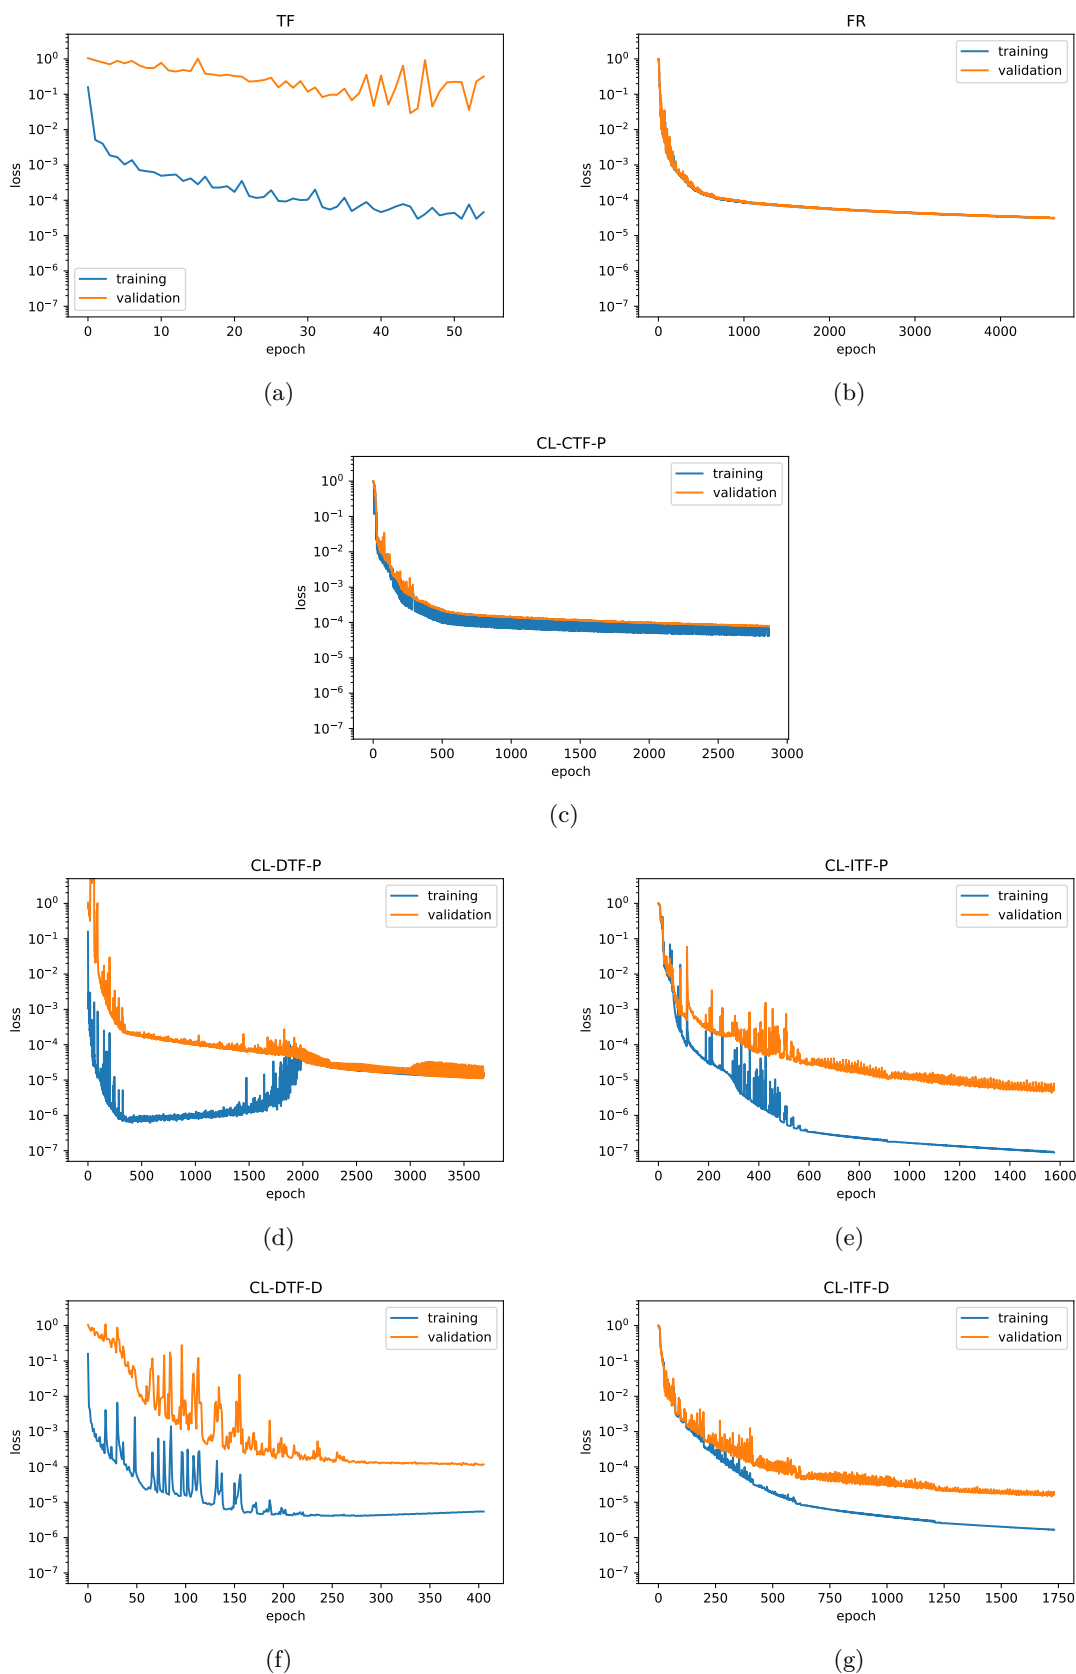 TF
10^0
10^-1
10^-2
10^-3
10^-4
10^-5
10^-6
10^-7
loss
training
validation
0 10 20 30 40 50
epoch
(a)
FR
10^0
10^-1
10^-2
10^-3
10^-4
10^-5
10^-6
10^-7
loss
training
validation
0 1000 2000 3000 4000
epoch
(b)
CL-CTF-P
10^0
10^-1
10^-2
10^-3
10^-4
10^-5
10^-6
10^-7
loss
training
validation
0 500 1000 1500 2000 2500 3000
epoch
(c)
CL-DTF-P
10^0
10^-1
10^-2
10^-3
10^-4
10^-5
10^-6
10^-7
loss
training
validation
0 500 1000 1500 2000 2500 3000 3500
epoch
(d)
CL-ITF-P
10^0
10^-1
10^-2
10^-3
10^-4
10^-5
10^-6
10^-7
loss
training
validation
0 200 400 600 800 1000 1200 1400 1600
epoch
(e)
CL-DTF-D
10^0
10^-1
10^-2
10^-3
10^-4
10^-5
10^-6
10^-7
loss
training
validation
0 50 100 150 200 250 300 350 400
epoch
(f)
CL-ITF-D
10^0
10^-1
10^-2
10^-3
10^-4
10^-5
10^-6
10^-7
loss
training
validation
0 250 500 750 1000 1250 1500 1750
epoch
(g)